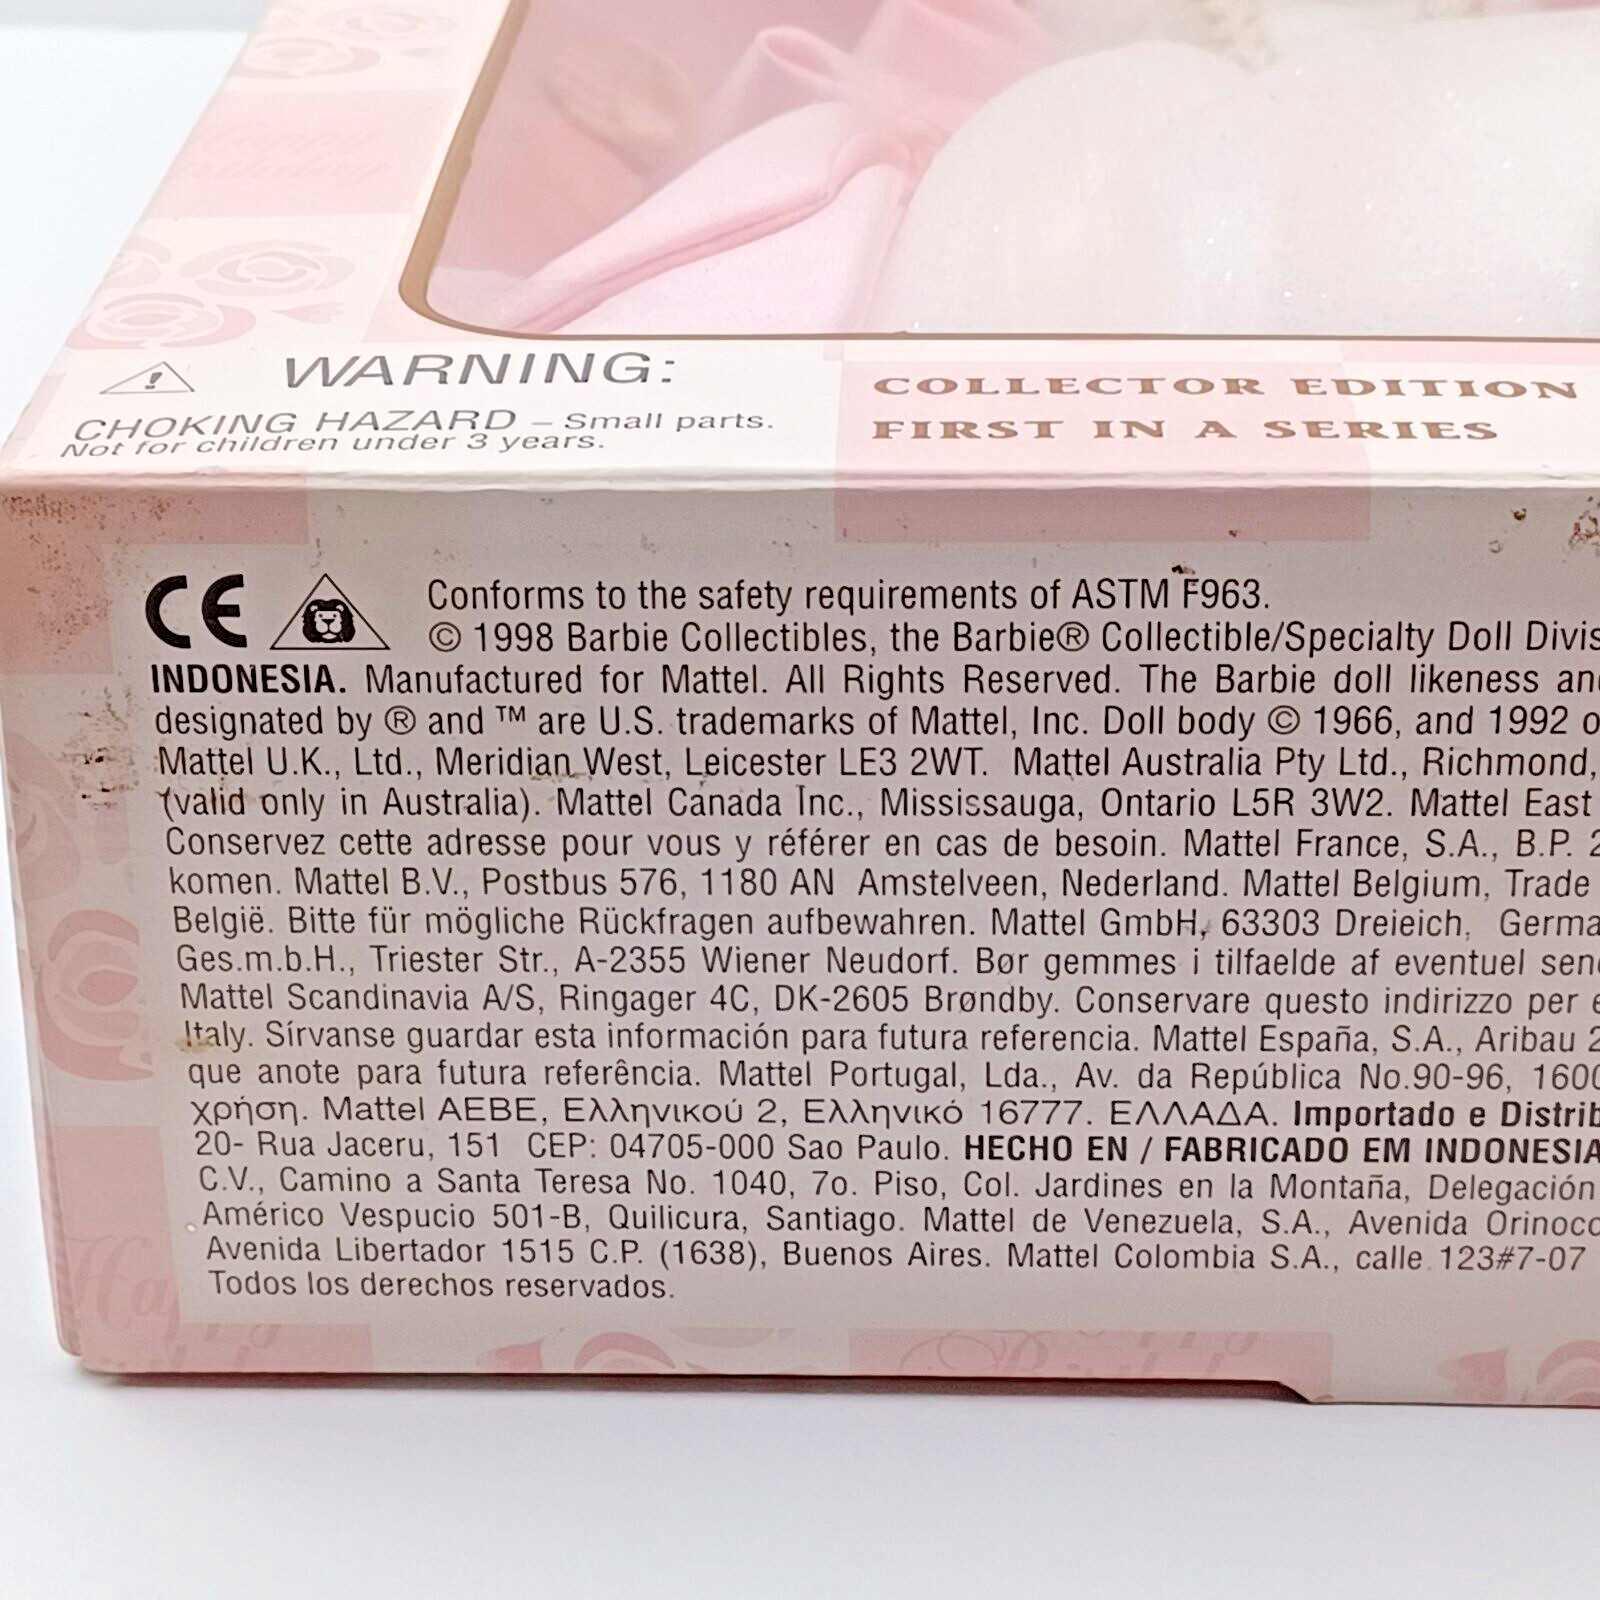 Happy
WARNING:
CHOKING HAZARD – Small parts.
Not for children under 3 years.
COLLECTOR EDITION
FIRST IN A SERIES
CE
Conforms to the safety requirements of ASTM F963.
© 1998 Barbie Collectibles, the Barbie® Collectible/Specialty Doll
INDONESIA. Manufactured for Mattel. All Rights Reserved. The Barbie doll likeness
designated by ® and ™ are U.S. trademarks of Mattel, Inc. Doll body © 1966, and 1992
Mattel U.K., Ltd., Meridian West, Leicester LE3 2WT. Mattel Australia Pty Ltd., Richmond,
(valid only in Australia). Mattel Canada Inc., Mississauga, Ontario L5R 3W2. Mattel East
Conservez cette adresse pour vous y référer en cas de besoin. Mattel France, S.A., B.P.
komen. Mattel B.V., Postbus 576, 1180 AN Amstelveen, Nederland. Mattel Belgium, Trade
België. Bitte für mögliche Rückfragen aufbewahren. Mattel GmbH, 63303 Dreieich,
Ges.m.b.H., Triester Str., A-2355 Wiener Neudorf. Bør gemmes i tilfaelde af eventuel
Mattel Scandinavia A/S, Ringager 4C, DK-2605 Brøndby. Conservare questo indirizzo per
Italy. Sírvanse guardar esta información para futura referencia. Mattel España, S.A., Aribau
que anote para futura referência. Mattel Portugal, Lda., Av. da República No.90-96, 1600
χρήση. Mattel AEBE, Ελληνικού 2, Ελληνικό 16777. ΕΛΛΑΔΑ. Importado e
20- Rua Jaceru, 151 CEP: 04705-000 Sao Paulo. HECHO EN / FABRICADO EM INDONESIA
C.V., Camino a Santa Teresa No. 1040, 7o. Piso, Col. Jardines en la Montaña, Delegación
Américo Vespucio 501-B, Quilicura, Santiago. Mattel de Venezuela, S.A., Avenida
Avenida Libertador 1515 C.P. (1638), Buenos Aires. Mattel Colombia S.A., calle 123#7-07
Todos los derechos reservados.